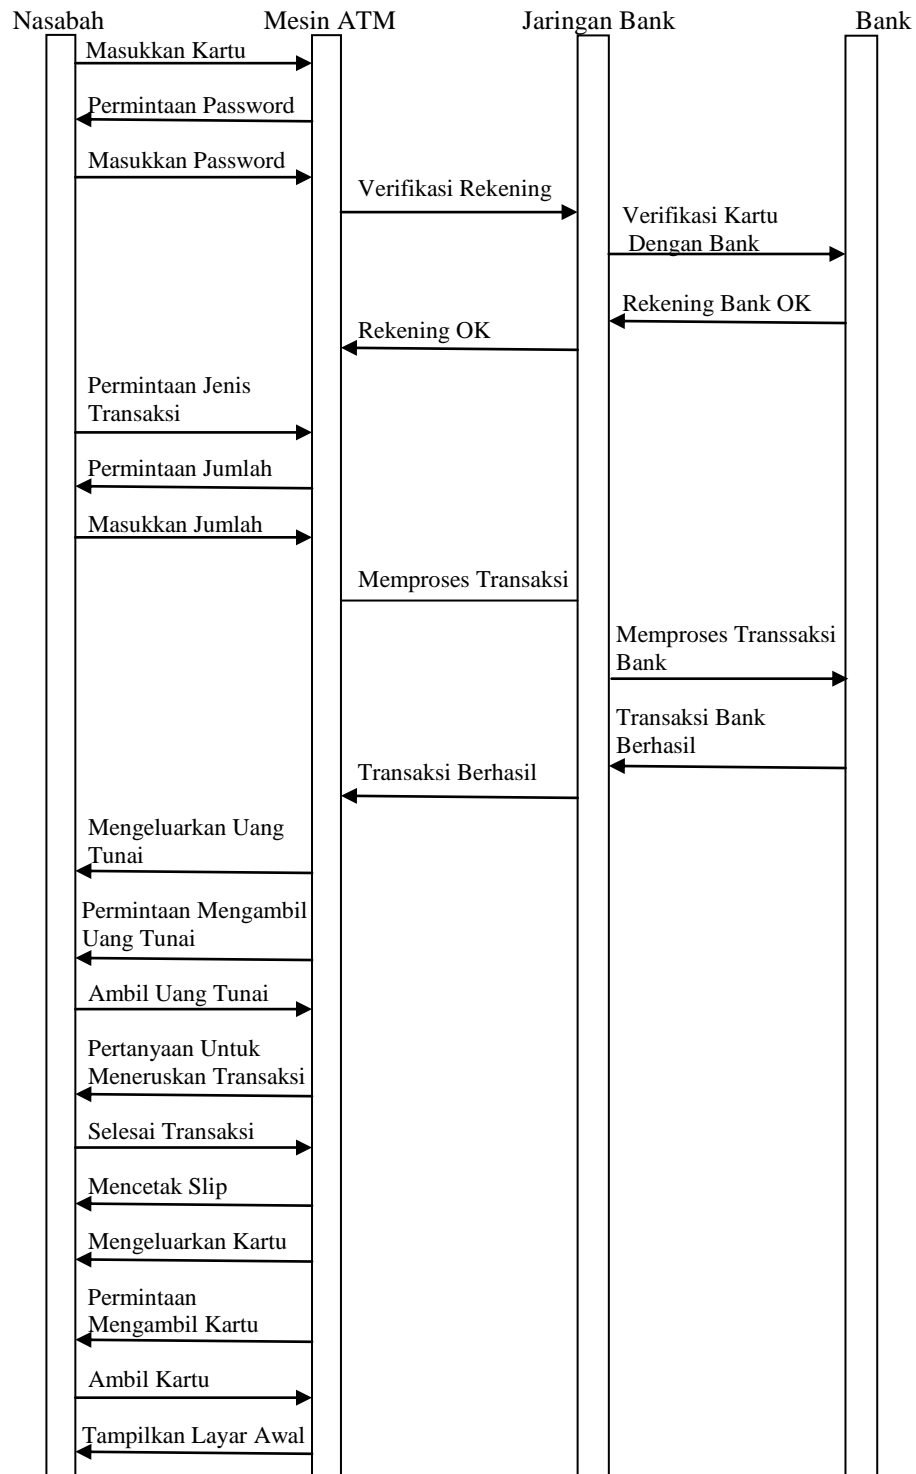 Nasabah
Mesin ATM
Jaringan Bank
Bank
Masukkan Kartu
Permintaan Password
Masukkan Password
Verifikasi Rekening
Verifikasi Kartu
Dengan Bank
Rekening Bank OK
Rekening OK
Permintaan Jenis
Transaksi
Permintaan Jumlah
Masukkan Jumlah
Memproses Transaksi
Memproses Transsaksi
Bank
Transaksi Bank
Berhasil
Transaksi Berhasil
Mengeluarkan Uang
Tunai
Permintaan Mengambil
Uang Tunai
Ambil Uang Tunai
Pertanyaan Untuk
Meneruskan Transaksi
Selesai Transaksi
Mencetak Slip
Mengeluarkan Kartu
Permintaan
Mengambil Kartu
Ambil Kartu
Tampilkan Layar Awal